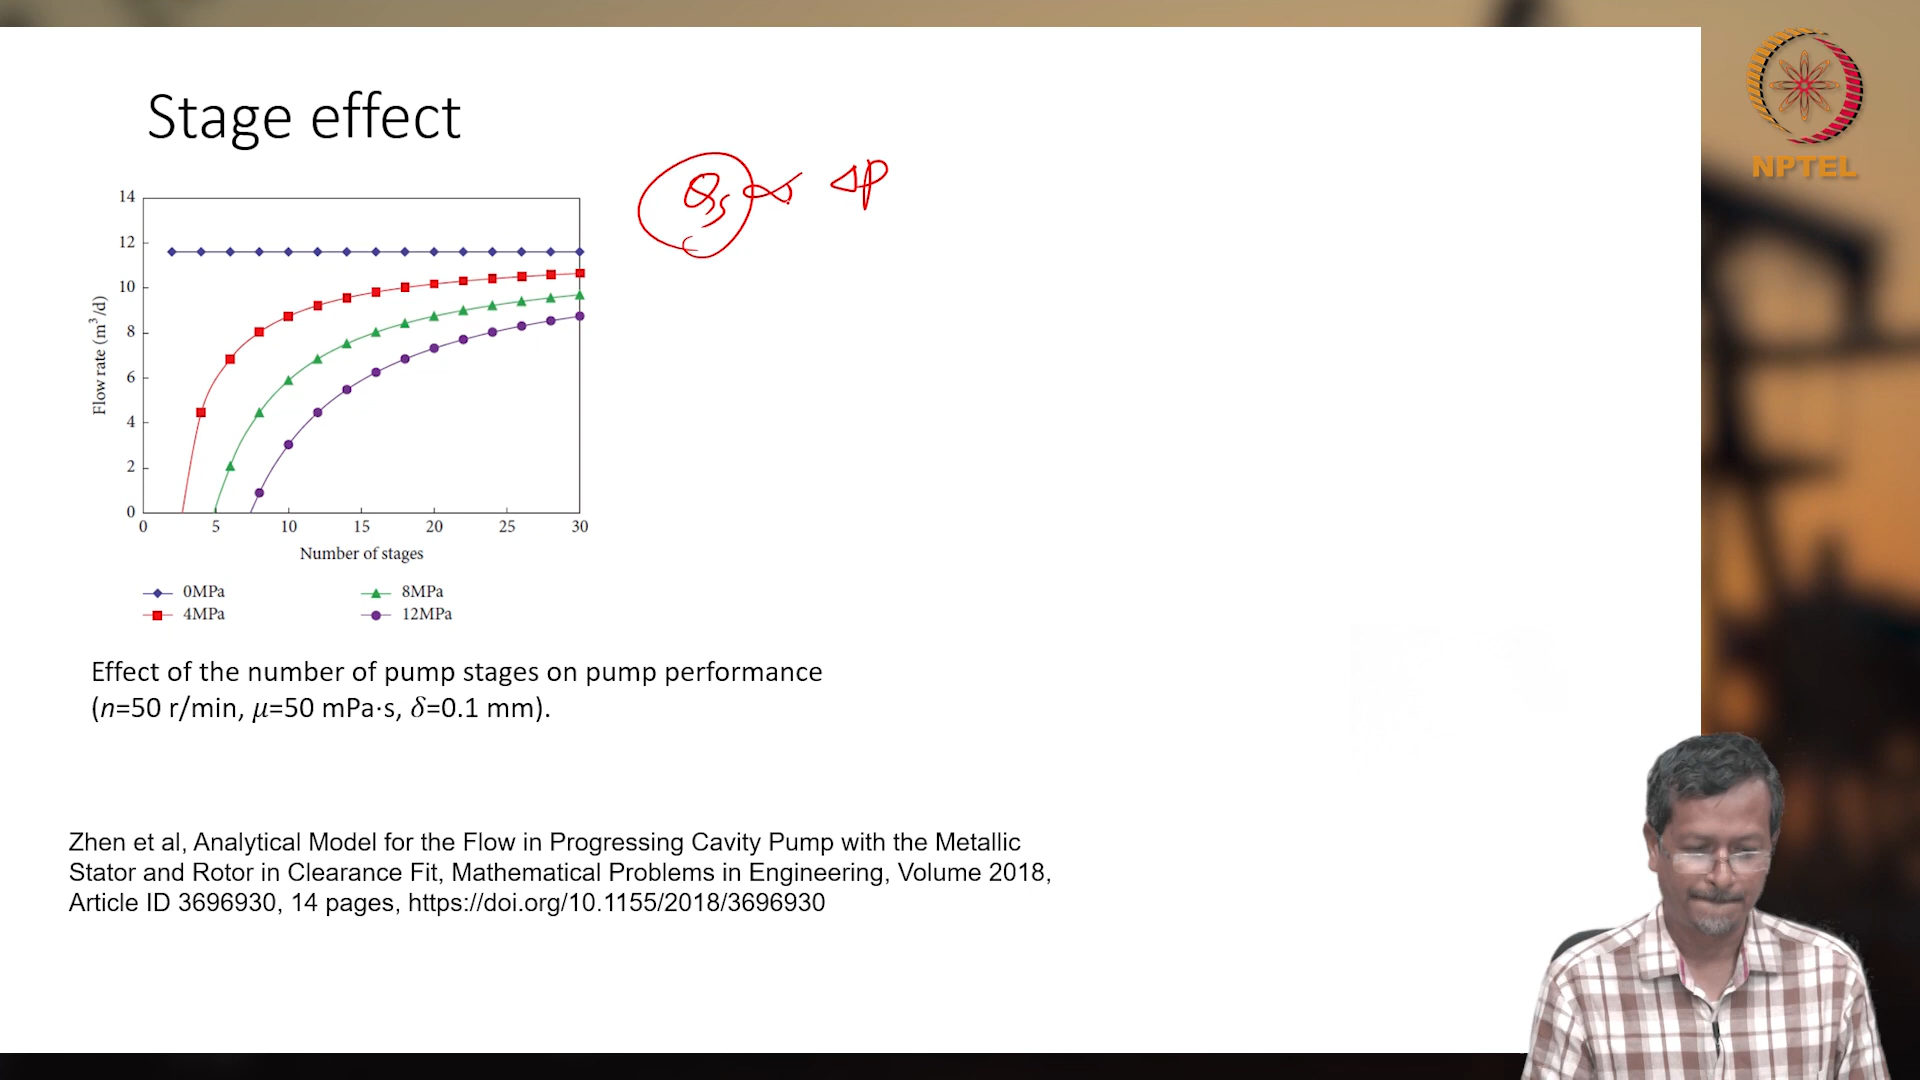 Stage effect
NPTEL
Qs ∝ ΔP
14
12
10
8
6
4
2
0
Flow rate (m³/d)
0 5 10 15 20 25 30
Number of stages
0MPa 8MPa
4MPa 12MPa
Effect of the number of pump stages on pump performance
(n=50 r/min, μ=50 mPa·s, δ=0.1 mm).
Zhen et al, Analytical Model for the Flow in Progressing Cavity Pump with the Metallic
Stator and Rotor in Clearance Fit, Mathematical Problems in Engineering, Volume 2018,
Article ID 3696930, 14 pages, https://doi.org/10.1155/2018/3696930